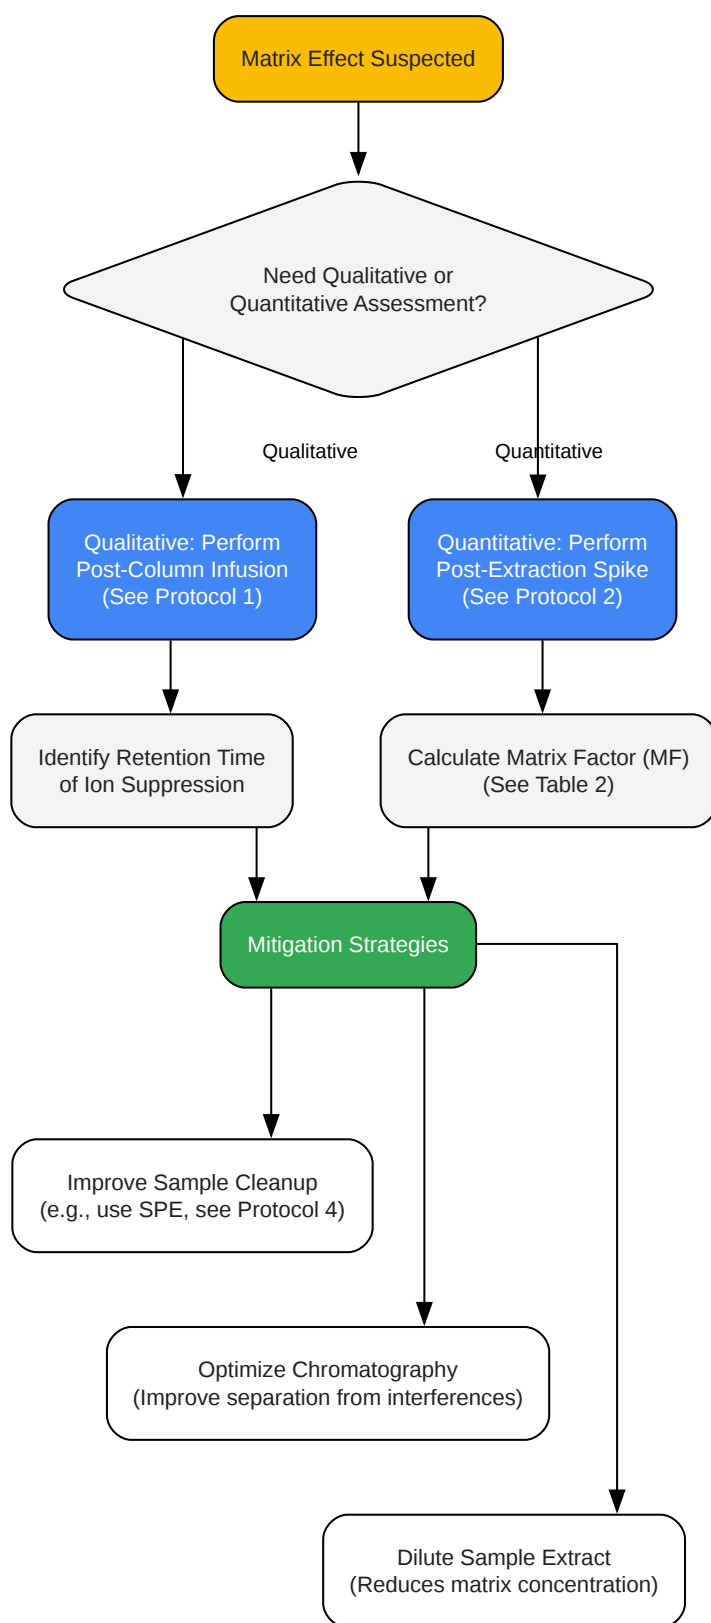 Matrix Effect Suspected
Need Qualitative or
Quantitative Assessment?
Qualitative
Quantitative
Qualitative: Perform
Post-Column Infusion
(See Protocol 1)
Quantitative: Perform
Post-Extraction Spike
(See Protocol 2)
Identify Retention Time
of Ion Suppression
Calculate Matrix Factor (MF)
(See Table 2)
Mitigation Strategies
Improve Sample Cleanup
(e.g., use SPE, see Protocol 4)
Optimize Chromatography
(Improve separation from interferences)
Dilute Sample Extract
(Reduces matrix concentration)